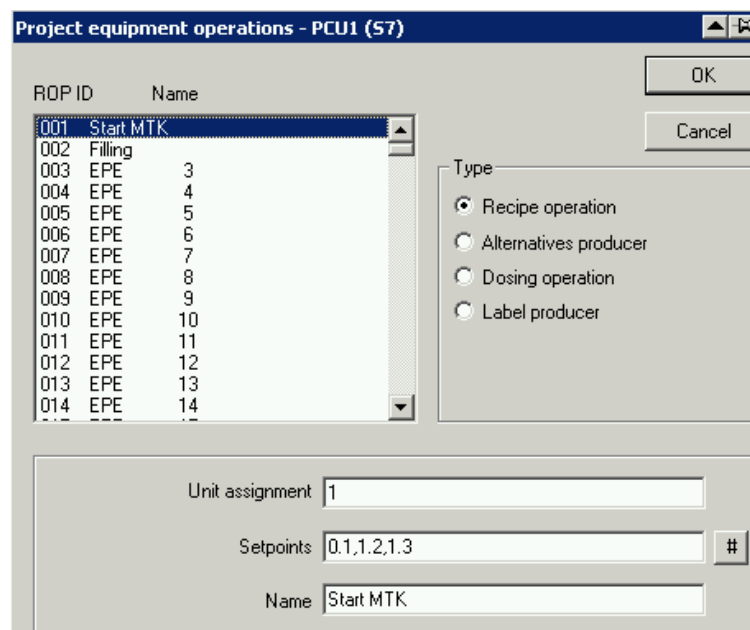 Project equipment operations - PCU1 (S7)
OK
ROP ID Name
Cancel
001 Start MTK
002 Filling
003 EPE 3
004 EPE 4
005 EPE 5
006 EPE 6
007 EPE 7
008 EPE 8
009 EPE 9
010 EPE 10
011 EPE 11
012 EPE 12
013 EPE 13
014 EPE 14
Type
Recipe operation
Alternatives producer
Dosing operation
Label producer
Unit assignment 1
Setpoints 0.1,1.2,1.3 #
Name Start MTK